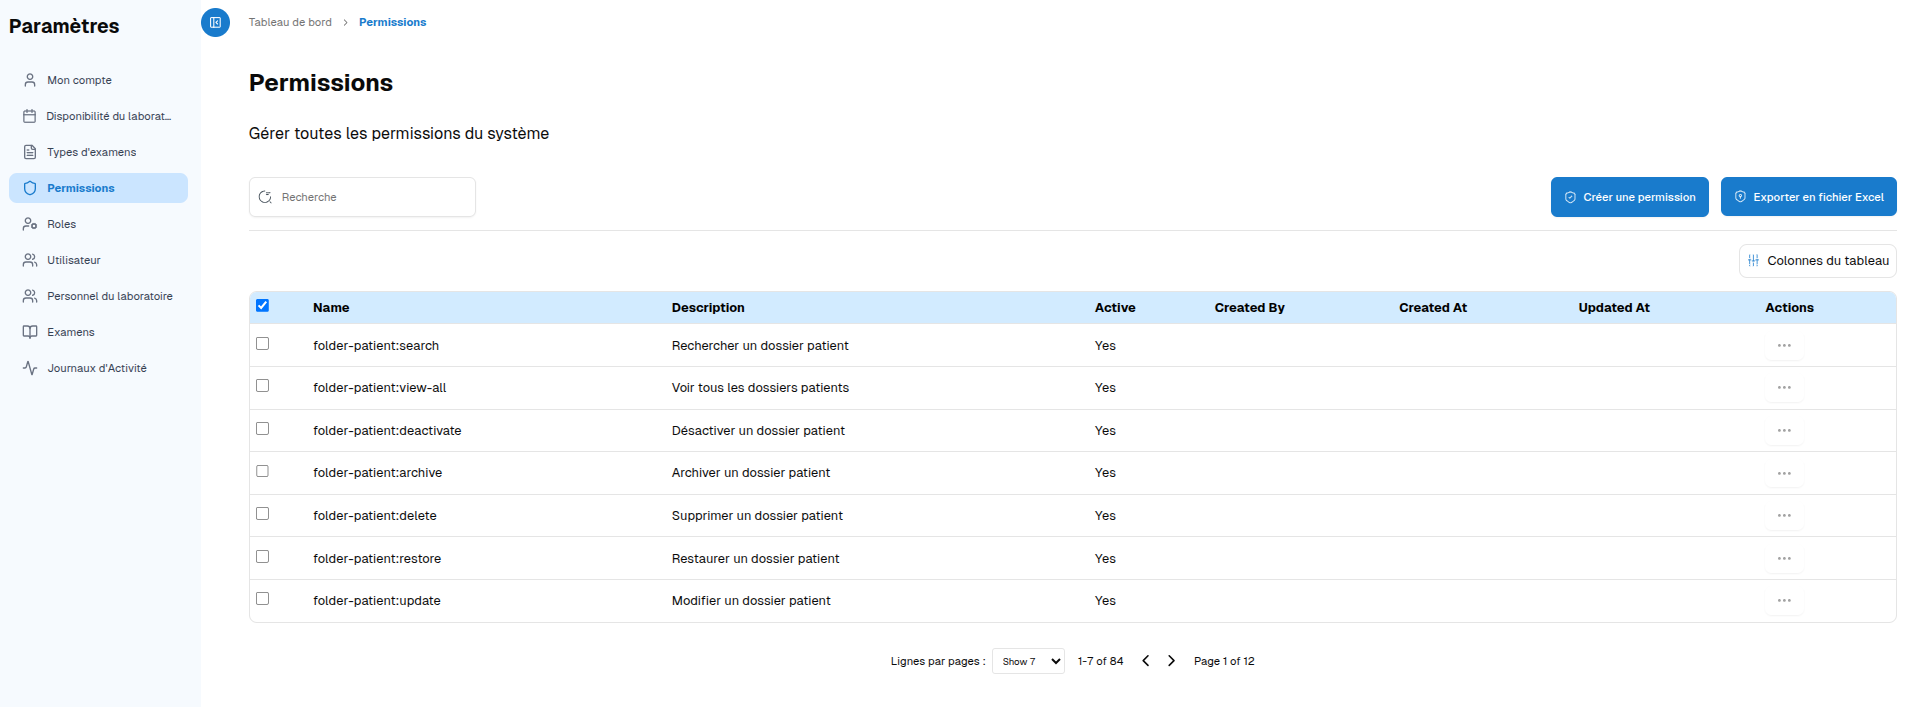 Paramètres
Mon compte
Disponibilité du laborat...
Types d'examens
Permissions
Roles
Utilisateur
Personnel du laboratoire
Examens
Journaux d'Activité
Tableau de bord > Permissions
Permissions
Gérer toutes les permissions du système
Recherche
Créer une permission
Exporter en fichier Excel
Colonnes du tableau
Name Description Active Created By Created At Updated At Actions
folder-patient:search Rechercher un dossier patient Yes
folder-patient:view-all Voir tous les dossiers patients Yes
folder-patient:deactivate Désactiver un dossier patient Yes
folder-patient:archive Archiver un dossier patient Yes
folder-patient:delete Supprimer un dossier patient Yes
folder-patient:restore Restaurer un dossier patient Yes
folder-patient:update Modifier un dossier patient Yes
Lignes par pages : Show 7 1-7 of 84 Page 1 of 12